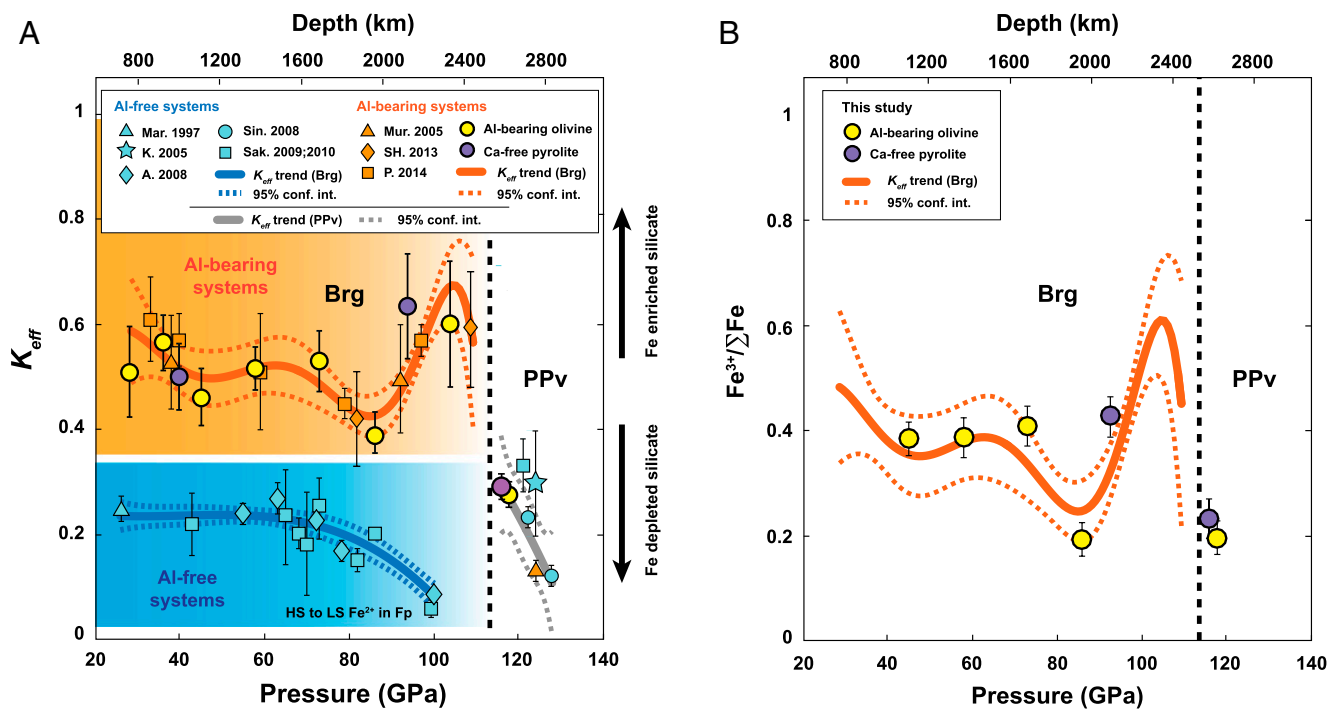 A
Depth (km)
800 1200 1600 2000 2400 2800
Al-free systems
Mar. 1997
K. 2005
A. 2008
Sin. 2008
Sak. 2009;2010
Keff trend (Brg)
95% conf. int.
Al-bearing systems
Mur. 2005
SH. 2013
P. 2014
Al-bearing olivine
Ca-free pyrolite
Keff trend (Brg)
95% conf. int.
Keff trend (PPv)
95% conf. int.
Al-bearing
systems
Brg
PPv
Al-free
systems
HS to LS Fe2+ in Fp
Fe enriched silicate
Fe depleted silicate
Keff
1
0.8
0.6
0.4
0.2
0
20 40 60 80 100 120 140
Pressure (GPa)
B
Depth (km)
800 1200 1600 2000 2400 2800
This study
Al-bearing olivine
Ca-free pyrolite
Keff trend (Brg)
95% conf. int.
Brg
PPv
Fe3+/∑Fe
1
0.8
0.6
0.4
0.2
0
20 40 60 80 100 120 140
Pressure (GPa)